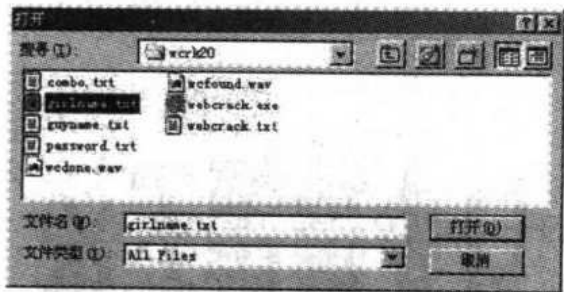 打开
搜寻(I): wcrk20
combo.txt wcfound.wav
girlname.txt webcrack.exe
guyname.txt webcrack.txt
password.txt
wcdone.wav
文件名(N): girlname.txt 打开(O)
文件类型(T): All Files 取消